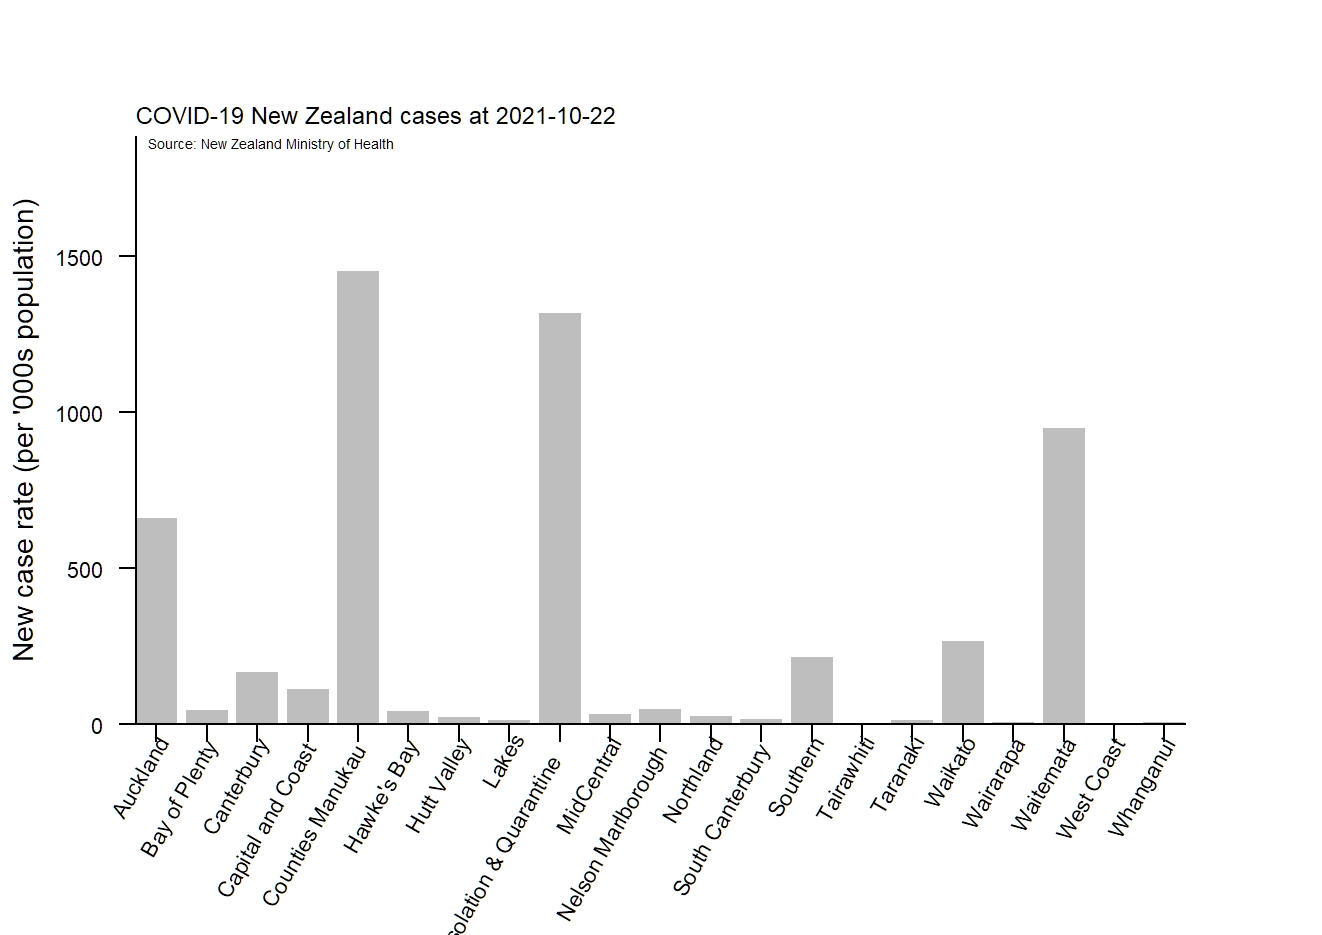 COVID-19 New Zealand cases at 2021-10-22
Source: New Zealand Ministry of Health
New case rate (per '000s population)
1500
1000
500
0
Auckland
Bay of Plenty
Canterbury
Capital and Coast
Counties Manukau
Hawke's Bay
Hutt Valley
Lakes
solation & Quarantine
MidCentral
Nelson Marlborough
Northland
South Canterbury
Southern
Tairawhiti
Taranaki
Waikato
Wairarapa
Waitemata
West Coast
Whanganui